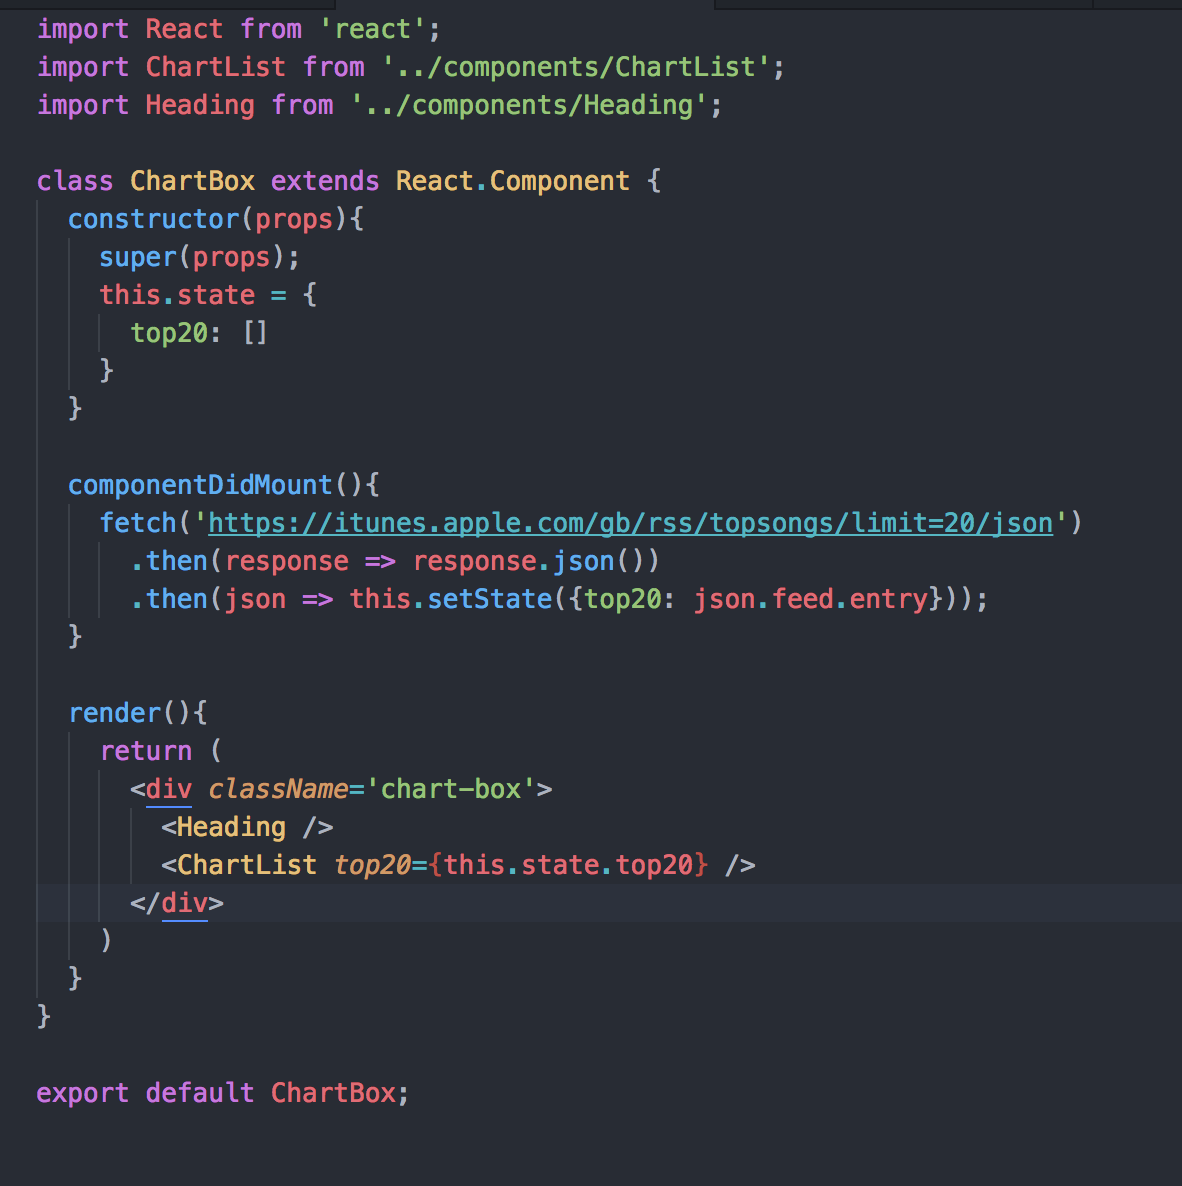 import React from 'react';
import ChartList from '../components/ChartList';
import Heading from '../components/Heading';

class ChartBox extends React.Component {
  constructor(props){
    super(props);
    this.state = {
      top20: []
    }
  }

  componentDidMount(){
    fetch('https://itunes.apple.com/gb/rss/topsongs/limit=20/json')
      .then(response => response.json())
      .then(json => this.setState({top20: json.feed.entry}));
  }

  render(){
    return (
      <div className='chart-box'>
        <Heading />
        <ChartList top20={this.state.top20} />
      </div>
    )
  }
}

export default ChartBox;